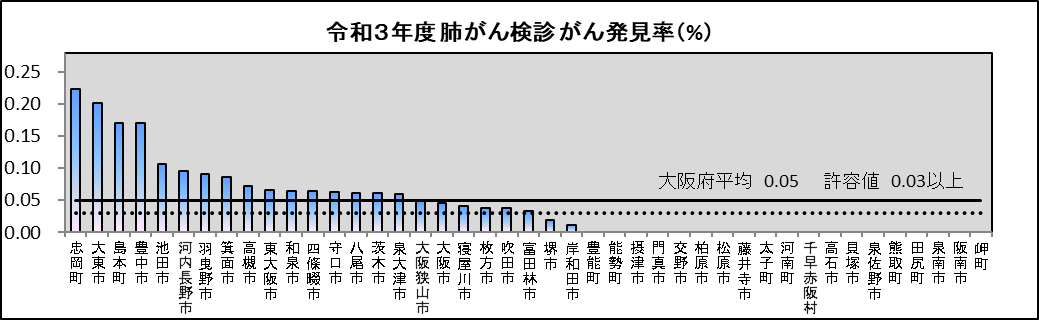 令和３年度肺がん検診がん発見率(%)
0.25
0.20
0.15
0.10
0.05
0.00
大阪府平均 0.05 許容値 0.03以上
忠岡町
大東市
島本町
豊中市
池田市
河内長野市
羽曳野市
箕面市
高槻市
東大阪市
和泉市
四條畷市
守口市
八尾市
茨木市
泉大津市
大阪狭山市
大阪市
寝屋川市
枚方市
吹田市
富田林市
堺市
岸和田市
豊能町
能勢町
摂津市
門真市
交野市
柏原市
松原市
藤井寺市
太子町
河南町
千早赤阪村
高石市
貝塚市
泉佐野市
熊取町
田尻町
泉南市
阪南市
岬町